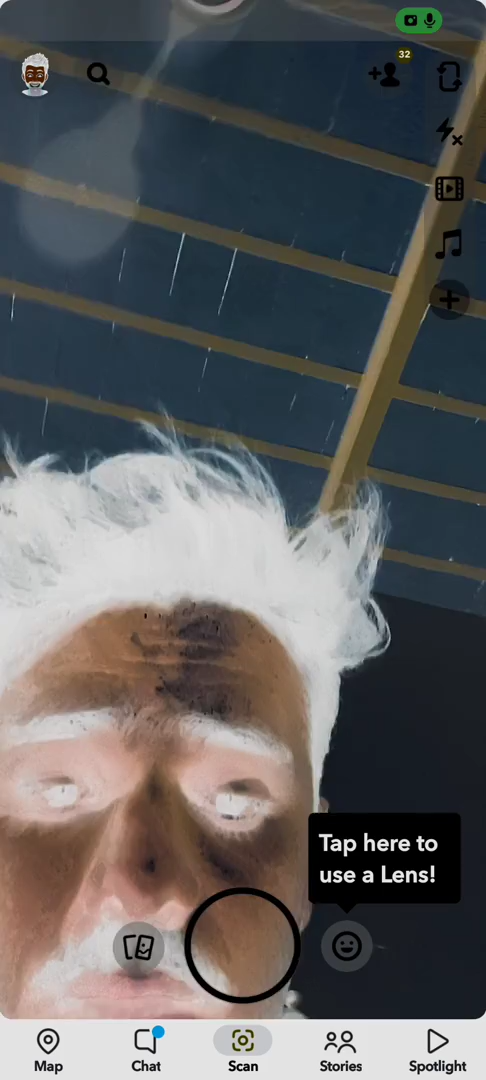 32
Tap here to
use a Lens!
Map
Chat
Scan
Stories
Spotlight